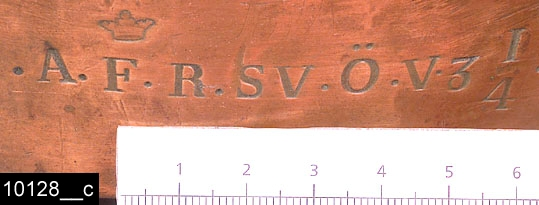 · A · F · R · SV · Ö · V · 3 1/4 ·
1 2 3 4 5 6
10128__c